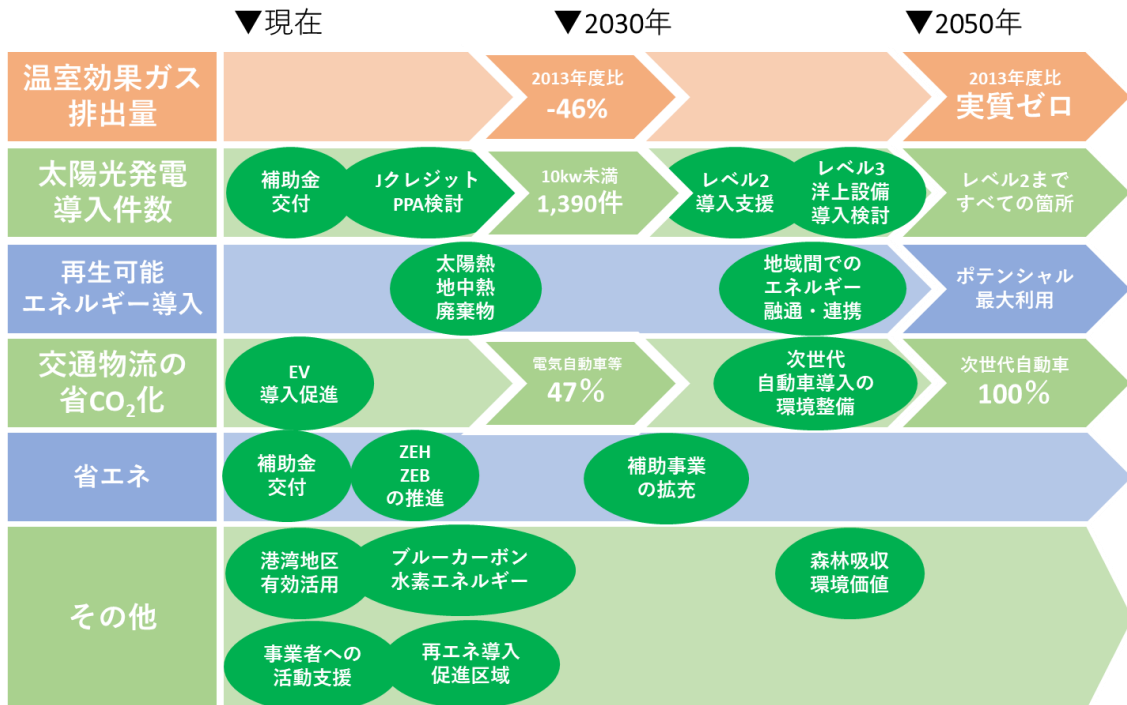 ▼現在
▼2030年
▼2050年
温室効果ガス
排出量
2013年度比
-46%
2013年度比
実質ゼロ
太陽光発電
導入件数
補助金
交付
Jクレジット
PPA検討
10kw未満
1,390件
レベル2
導入支援
レベル3
洋上設備
導入検討
レベル2まで
すべての箇所
再生可能
エネルギー導入
太陽熱
地中熱
廃棄物
地域間での
エネルギー
融通・連携
ポテンシャル
最大利用
交通物流の
省CO₂化
EV
導入促進
電気自動車等
47%
次世代
自動車導入の
環境整備
次世代自動車
100%
省エネ
補助金
交付
ZEH
ZEB
の推進
補助事業
の拡充
その他
港湾地区
有効活用
ブルーカーボン
水素エネルギー
森林吸収
環境価値
事業者への
活動支援
再エネ導入
促進区域